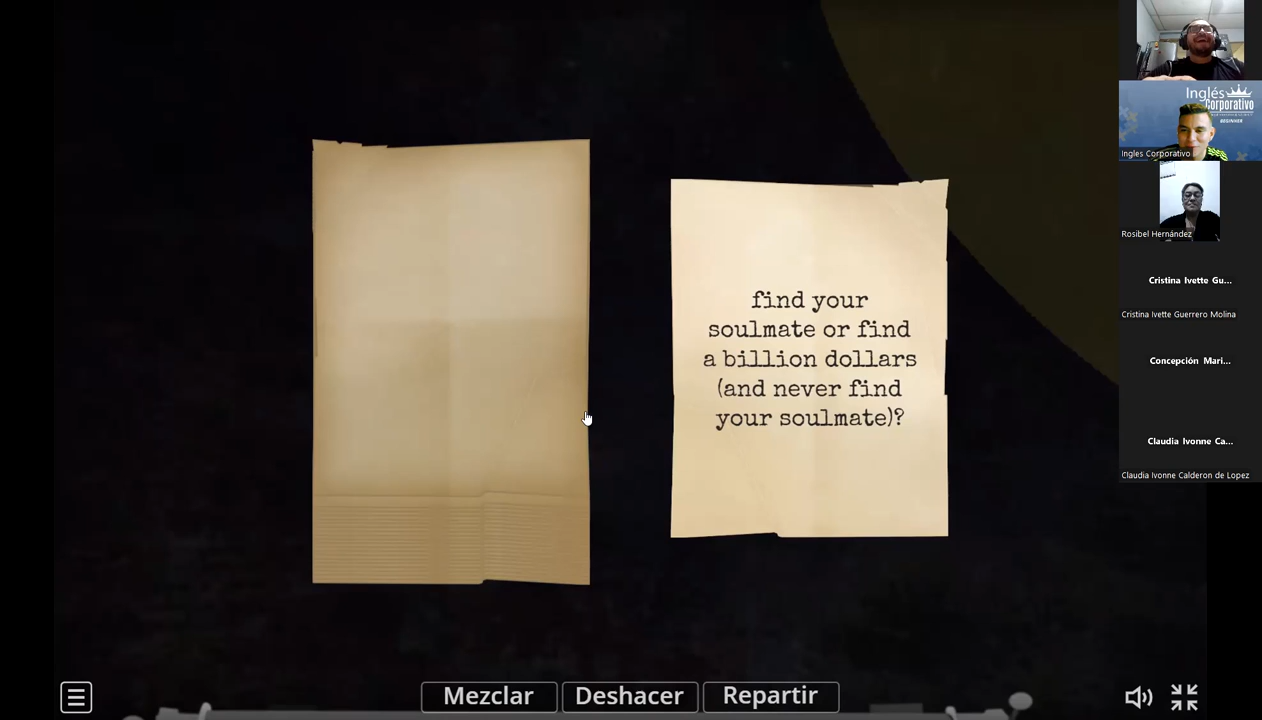 find your
soulmate or find
a billion dollars
(and never find
your soulmate)?
Mezclar
Deshacer
Repartir
Inglés
Corporativo
BEGINNER
Ingles Corporativo
Rosibel Hernández
Cristina Ivette Gu...
Cristina Ivette Guerrero Molina
Concepción Mari...
Claudia Ivonne Ca...
Claudia Ivonne Calderon de Lopez